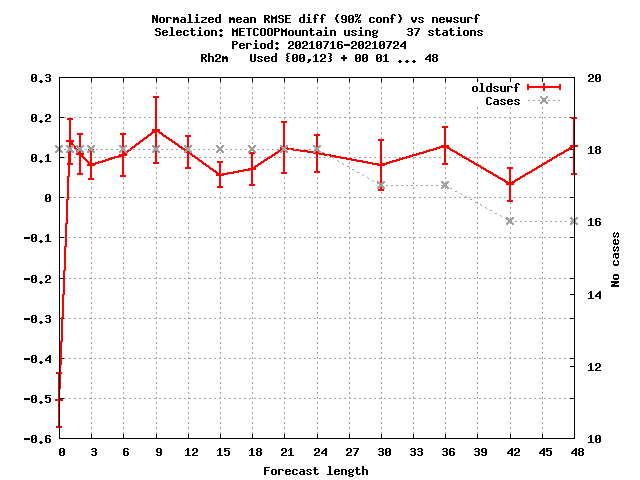 Normalized mean RMSE diff (90% conf) vs newsurf
Selection: METCOOPMountain using    37 stations
Period: 20210716-20210724
Rh2m   Used {00,12} + 00 01 ... 48
oldsurf
Cases
0.3
0.2
0.1
0
-0.1
-0.2
-0.3
-0.4
-0.5
-0.6
20
18
16
14
12
10
No cases
0 3 6 9 12 15 18 21 24 27 30 33 36 39 42 45 48
Forecast length